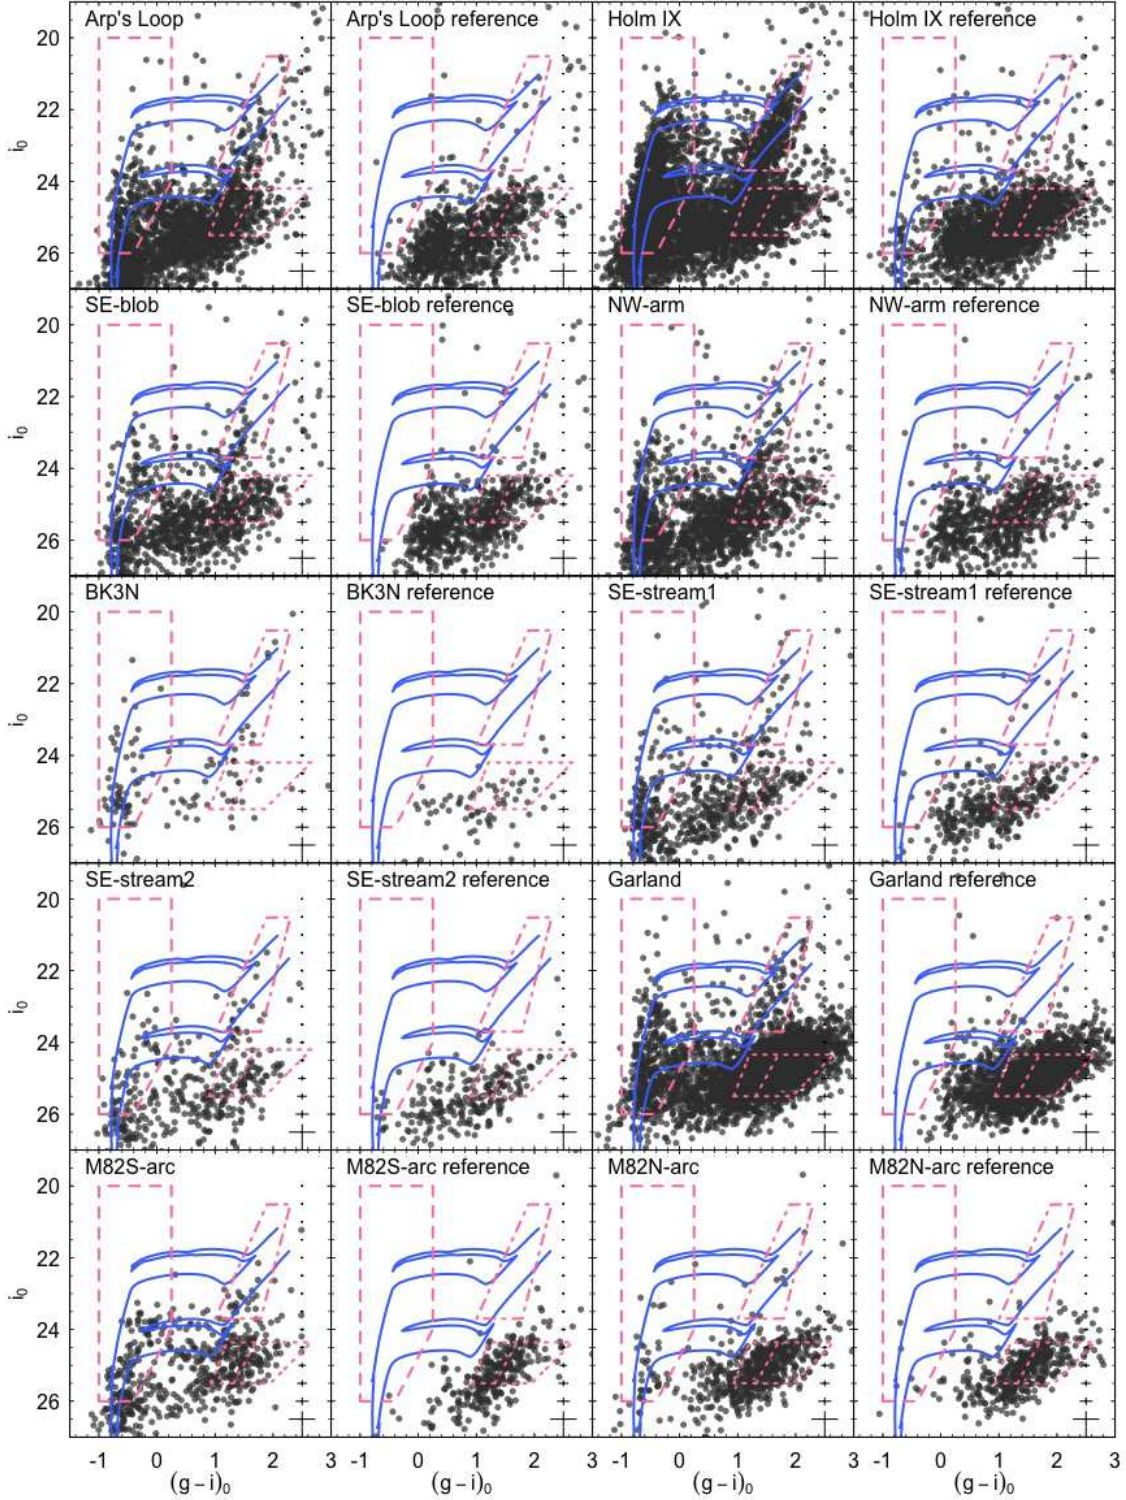 Arp's Loop
Arp's Loop reference
Holm IX
Holm IX reference
20
22
24
26
i₀
SE-blob
SE-blob reference
NW-arm
NW-arm reference
20
22
24
26
i₀
BK3N
BK3N reference
SE-stream1
SE-stream1 reference
20
22
24
26
i₀
SE-stream2
SE-stream2 reference
Garland
Garland reference
20
22
24
26
i₀
M82S-arc
M82S-arc reference
M82N-arc
M82N-arc reference
20
22
24
26
i₀
-1 0 1 2 3 -1 0 1 2 3 -1 0 1 2 3 -1 0 1 2 3
(g – i)₀
(g – i)₀
(g – i)₀
(g – i)₀